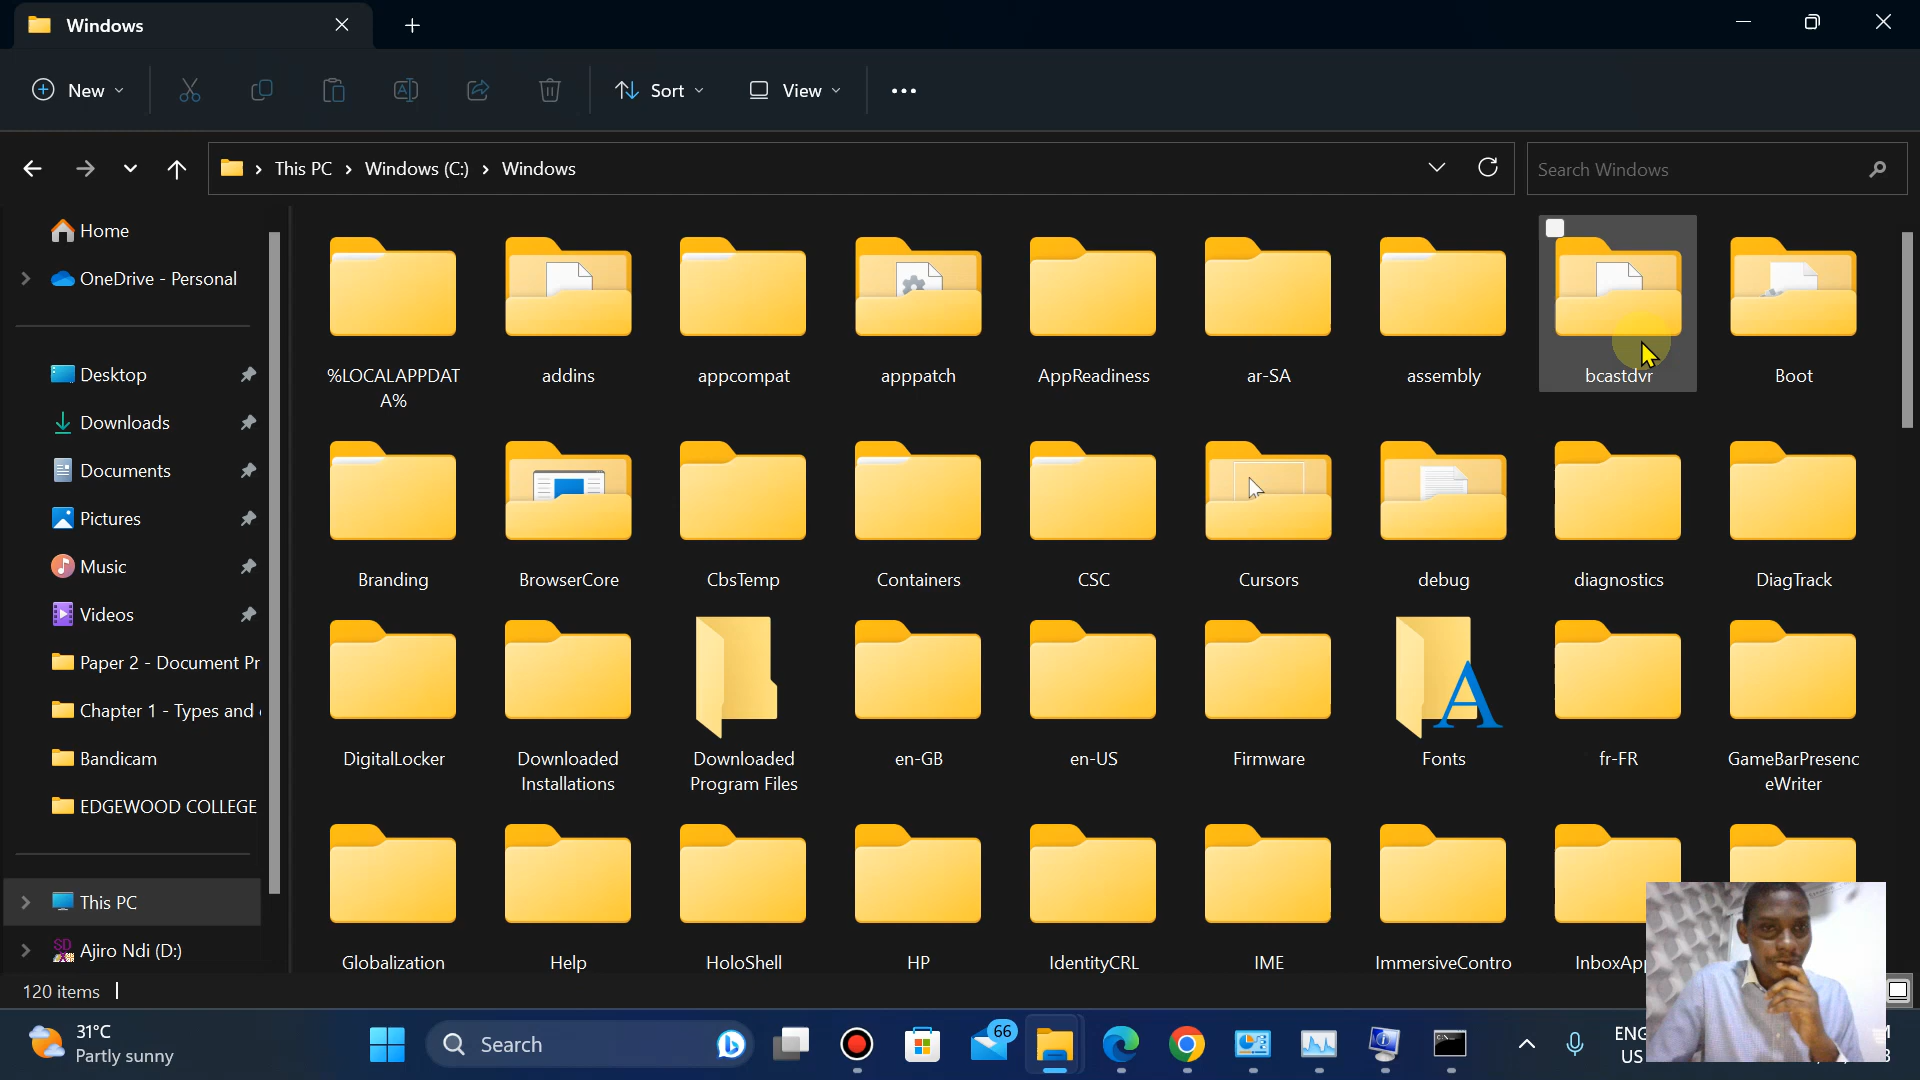 Windows
New
Sort
View
This PC
Windows (C:)
Windows
Search Windows
Home
OneDrive - Personal
Desktop
Downloads
Documents
Pictures
Music
Videos
Paper 2 - Document Pr
Chapter 1 - Types and
Bandicam
EDGEWOOD COLLEGE
This PC
Ajiro Ndi (D:)
%LOCALAPPDAT
A%
addins
appcompat
apppatch
AppReadiness
ar-SA
assembly
bcastdvr
Boot
Branding
BrowserCore
CbsTemp
Containers
CSC
Cursors
debug
diagnostics
DiagTrack
DigitalLocker
Downloaded
Installations
Downloaded
Program Files
en-GB
en-US
Firmware
Fonts
fr-FR
GameBarPresenc
eWriter
Globalization
Help
HoloShell
HP
IdentityCRL
IME
ImmersiveContro
InboxAp
120 items
31°C
Partly sunny
Search
66
ENG
US